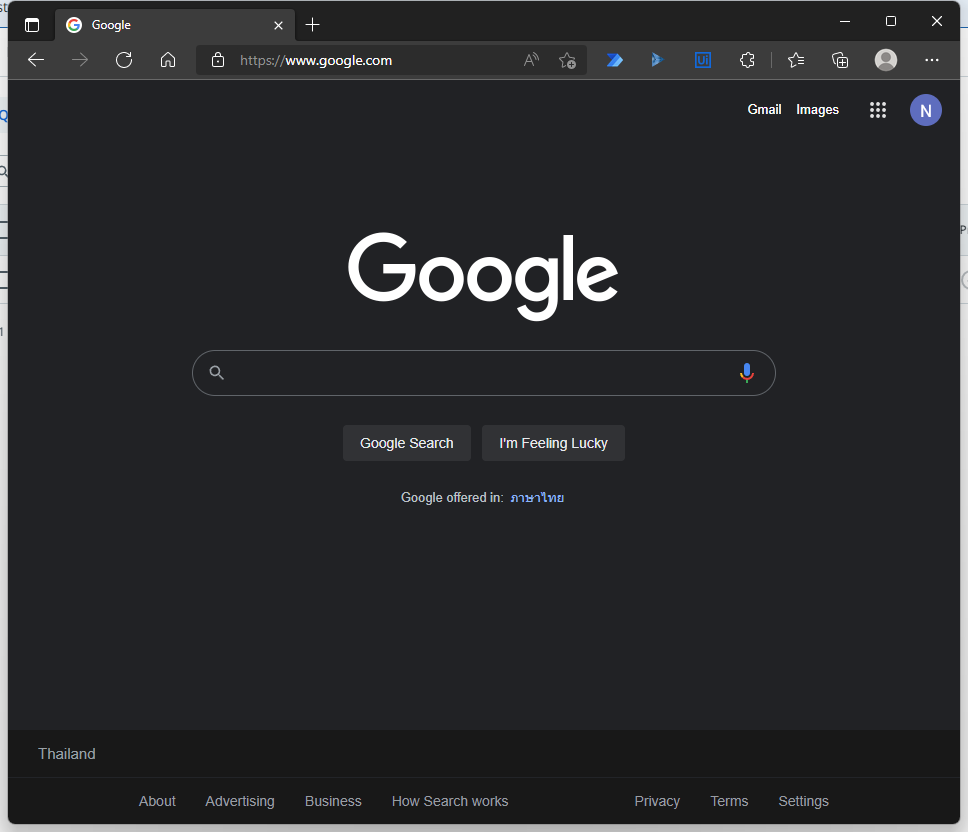 Google
https://www.google.com
Gmail Images
N
Google
Google Search I'm Feeling Lucky
Google offered in: ภาษาไทย
Thailand
About Advertising Business How Search works Privacy Terms Settings